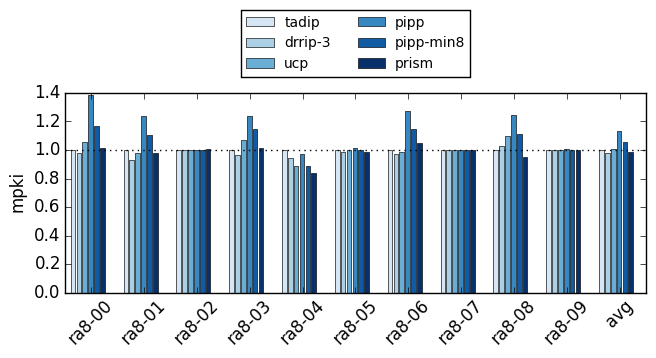 tadip
drrip-3
ucp
pipp
pipp-min8
prism
mpki
1.4
1.2
1.0
0.8
0.6
0.4
0.2
0.0
ra8-00
ra8-01
ra8-02
ra8-03
ra8-04
ra8-05
ra8-06
ra8-07
ra8-08
ra8-09
avg